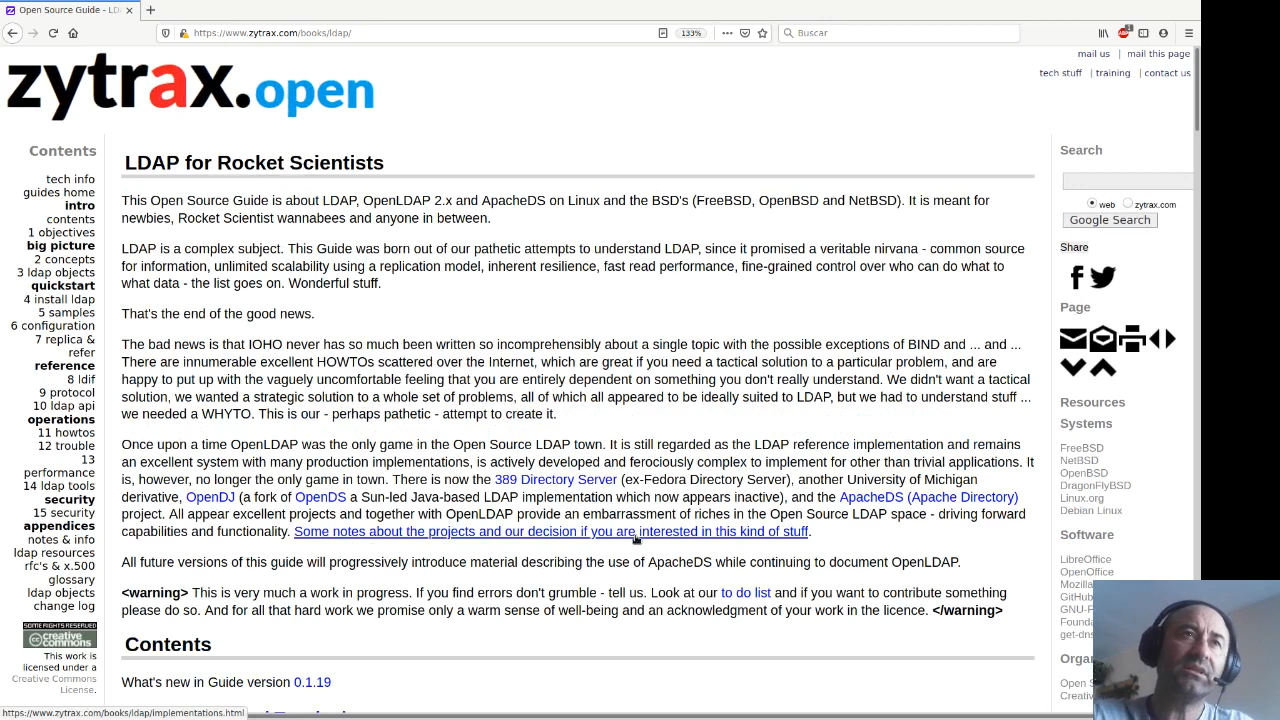 Open Source Guide - LD
https://www.zytrax.com/books/ldap/
133%
Buscar
mail us | mail this page
tech stuff | training | contact us
zytrax.open
Contents
tech info
guides home
intro
contents
1 objectives
big picture
2 concepts
3 ldap objects
quickstart
4 install ldap
5 samples
6 configuration
7 replica &
refer
reference
8 ldif
9 protocol
10 ldap api
operations
11 howtos
12 trouble
13
performance
14 ldap tools
security
15 security
appendices
notes & info
ldap resources
rfc's & x.500
glossary
ldap objects
change log
SOME RIGHTS RESERVED
creative
commons
This work is
licensed under a
Creative Commons
License.
LDAP for Rocket Scientists
This Open Source Guide is about LDAP, OpenLDAP 2.x and ApacheDS on Linux and the BSD's (FreeBSD, OpenBSD and NetBSD). It is meant for
newbies, Rocket Scientist wannabees and anyone in between.
LDAP is a complex subject. This Guide was born out of our pathetic attempts to understand LDAP, since it promised a veritable nirvana - common source
for information, unlimited scalability using a replication model, inherent resilience, fast read performance, fine-grained control over who can do what to
what data - the list goes on. Wonderful stuff.
That's the end of the good news.
The bad news is that IOHO never has so much been written so incomprehensibly about a single topic with the possible exceptions of BIND and ... and ...
There are innumerable excellent HOWTOs scattered over the Internet, which are great if you need a tactical solution to a particular problem, and are
happy to put up with the vaguely uncomfortable feeling that you are entirely dependent on something you don't really understand. We didn't want a tactical
solution, we wanted a strategic solution to a whole set of problems, all of which all appeared to be ideally suited to LDAP, but we had to understand stuff ...
we needed a WHYTO. This is our - perhaps pathetic - attempt to create it.
Once upon a time OpenLDAP was the only game in the Open Source LDAP town. It is still regarded as the LDAP reference implementation and remains
an excellent system with many production implementations, is actively developed and ferociously complex to implement for other than trivial applications. It
is, however, no longer the only game in town. There is now the 389 Directory Server (ex-Fedora Directory Server), another University of Michigan
derivative, OpenDJ (a fork of OpenDS a Sun-led Java-based LDAP implementation which now appears inactive), and the ApacheDS (Apache Directory)
project. All appear excellent projects and together with OpenLDAP provide an embarrassment of riches in the Open Source LDAP space - driving forward
capabilities and functionality. Some notes about the projects and our decision if you are interested in this kind of stuff.
All future versions of this guide will progressively introduce material describing the use of ApacheDS while continuing to document OpenLDAP.
<warning> This is very much a work in progress. If you find errors don't grumble - tell us. Look at our to do list and if you want to contribute something
please do so. And for all that hard work we promise only a warm sense of well-being and an acknowledgment of your work in the licence. </warning>
Contents
What's new in Guide version 0.1.19
Search
web zytrax.com
Google Search
Share
Page
Resources
Systems
FreeBSD
NetBSD
OpenBSD
DragonFlyBSD
Linux.org
Debian Linux
Software
LibreOffice
OpenOffice
Mozilla
GitHub
GNU-F
Founda
get-dns
Orga
Open S
Creativ
https://www.zytrax.com/books/ldap/implementations.html